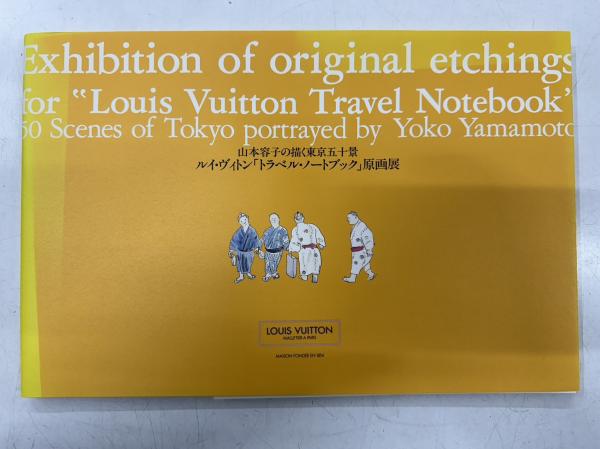 Exhibition of original etchings
for “Louis Vuitton Travel Notebook”
50 Scenes of Tokyo portrayed by Yoko Yamamoto
山本容子の描く東京五十景
ルイ・ヴィトン「トラベル・ノートブック」原画展
LOUIS VUITTON
MALLETIER A PARIS
MAISON FONDÉE EN 1854